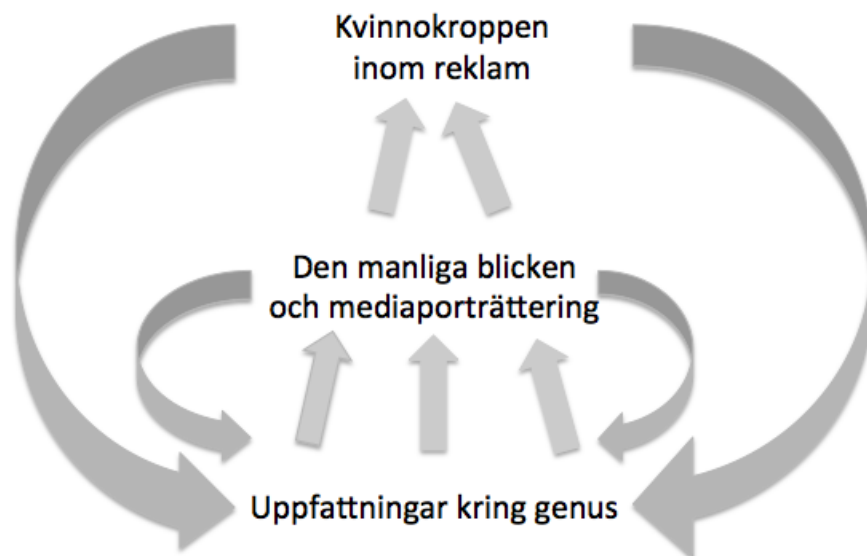 Kvinnokroppen
inom reklam
Den manliga blicken
och mediaporträttering
Uppfattningar kring genus